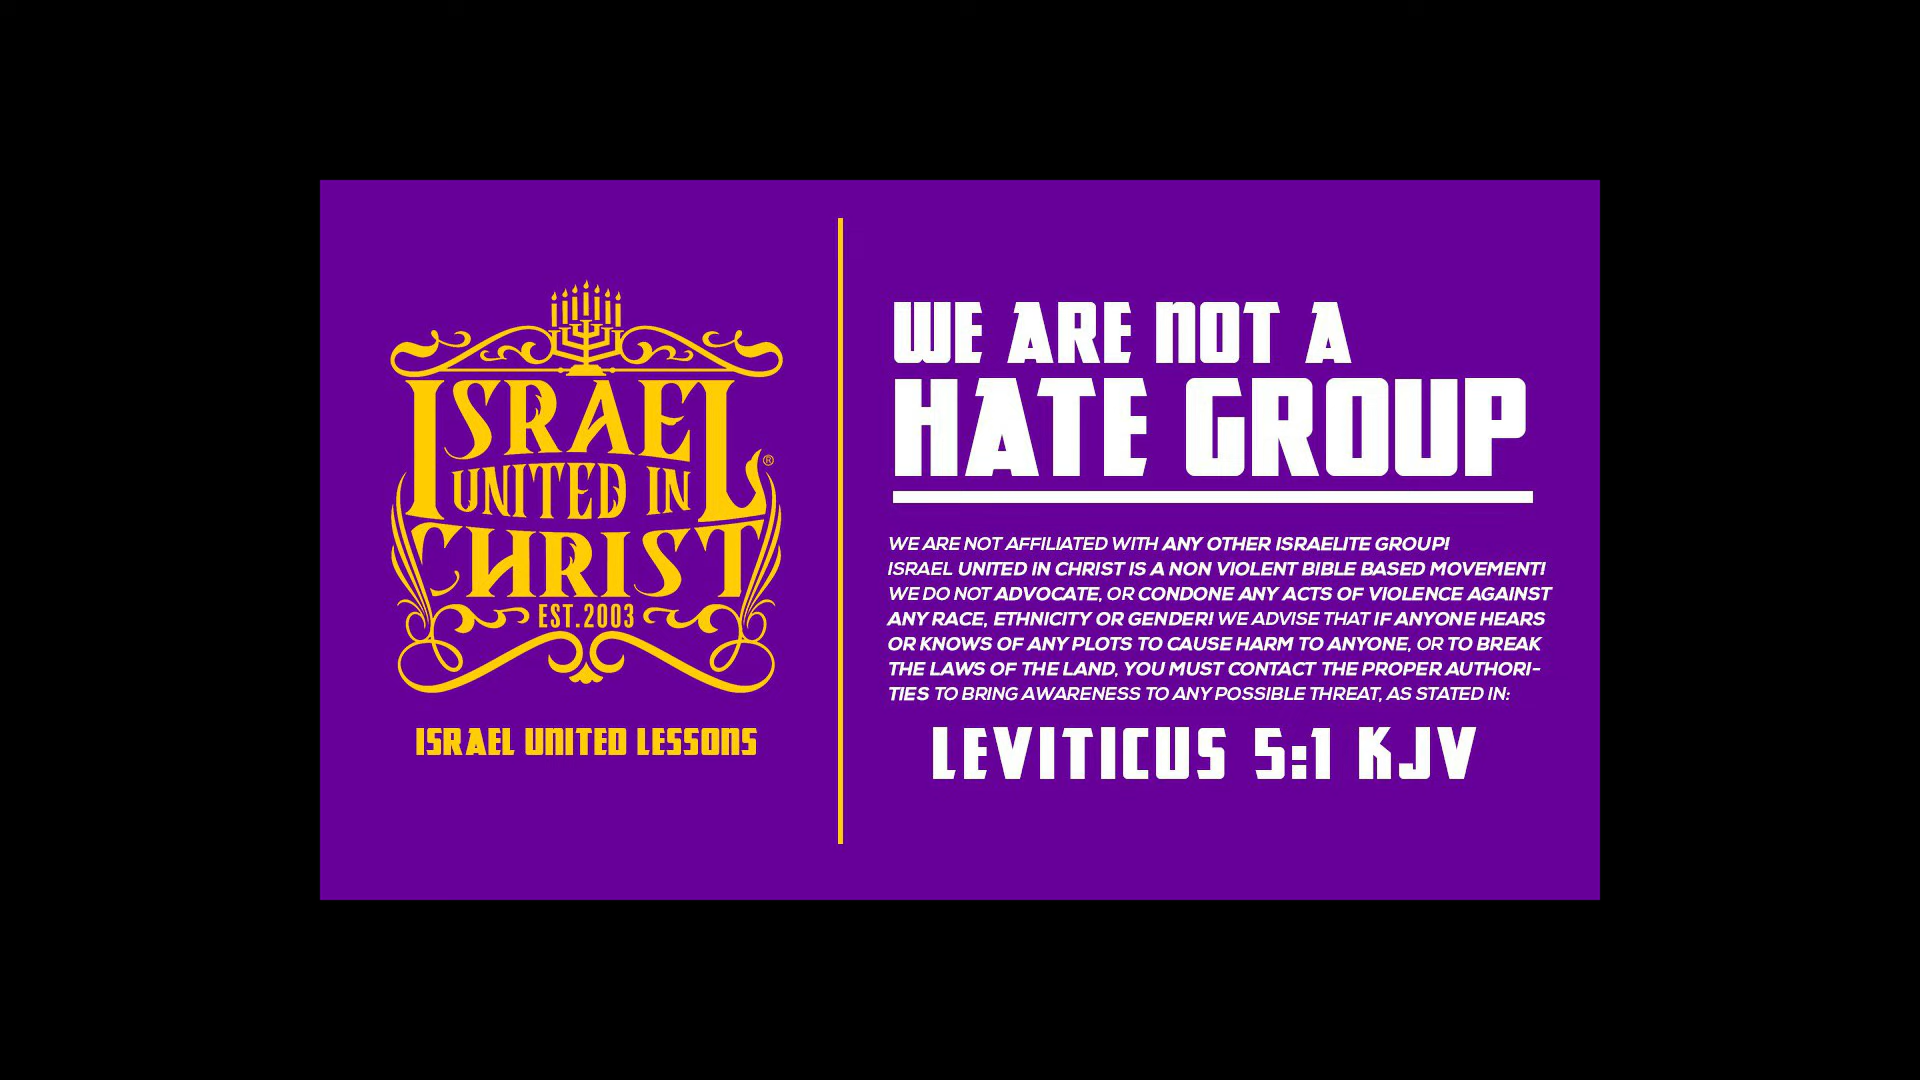 ISRAEL
UNITED IN
CHRIST
®
EST.2003
ISRAEL UNITED LESSONS
WE ARE NOT A
HATE GROUP
WE ARE NOT AFFILIATED WITH ANY OTHER ISRAELITE GROUP!
ISRAEL UNITED IN CHRIST IS A NON VIOLENT BIBLE BASED MOVEMENT!
WE DO NOT ADVOCATE, OR CONDONE ANY ACTS OF VIOLENCE AGAINST
ANY RACE, ETHNICITY OR GENDER! WE ADVISE THAT IF ANYONE HEARS
OR KNOWS OF ANY PLOTS TO CAUSE HARM TO ANYONE, OR TO BREAK
THE LAWS OF THE LAND, YOU MUST CONTACT THE PROPER AUTHORI-
TIES TO BRING AWARENESS TO ANY POSSIBLE THREAT, AS STATED IN:
LEVITICUS 5:1 KJV